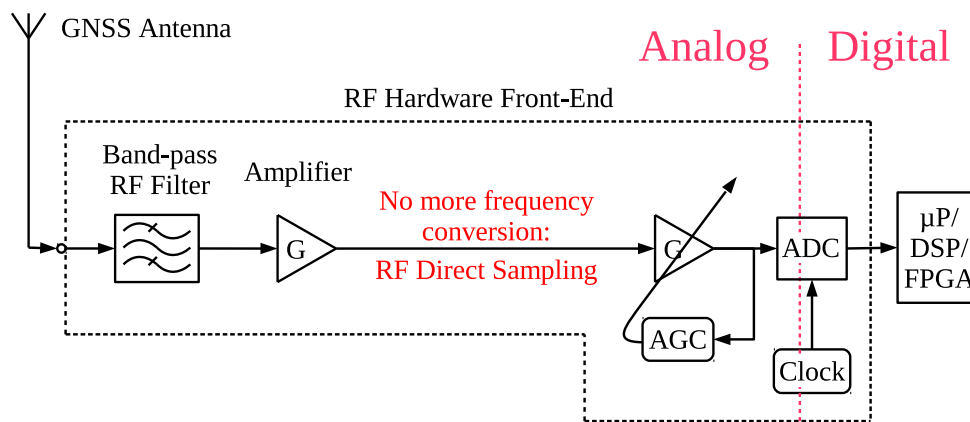 GNSS Antenna
Analog
Digital
RF Hardware Front-End
Band-pass
RF Filter
Amplifier
No more frequency
conversion:
RF Direct Sampling
G
G
ADC
µP/
DSP/
FPGA
AGC
Clock